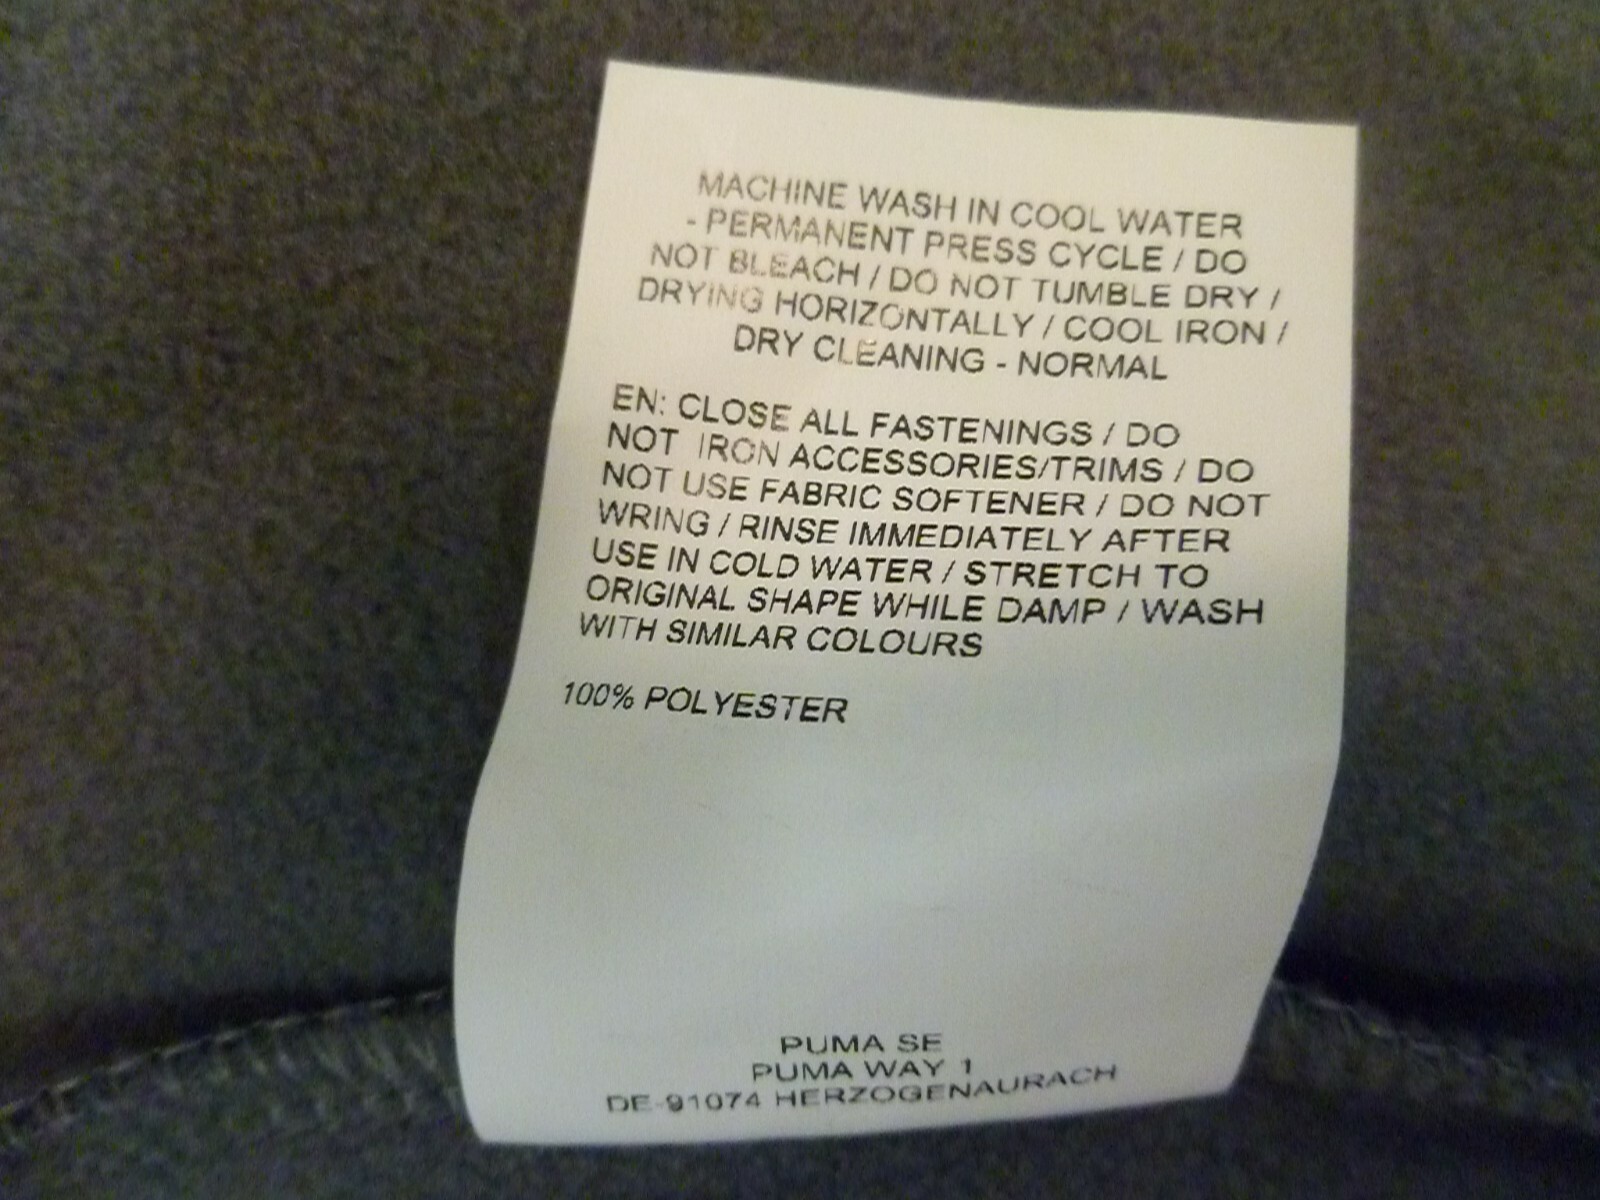 MACHINE WASH IN COOL WATER
- PERMANENT PRESS CYCLE / DO
NOT BLEACH / DO NOT TUMBLE DRY /
DRYING HORIZONTALLY / COOL IRON /
DRY CLEANING - NORMAL
EN: CLOSE ALL FASTENINGS / DO
NOT IRON ACCESSORIES/TRIMS / DO
NOT USE FABRIC SOFTENER / DO NOT
WRING / RINSE IMMEDIATELY AFTER
USE IN COLD WATER / STRETCH TO
ORIGINAL SHAPE WHILE DAMP / WASH
WITH SIMILAR COLOURS
100% POLYESTER
PUMA SE
PUMA WAY 1
DE-91074 HERZOGENAURACH